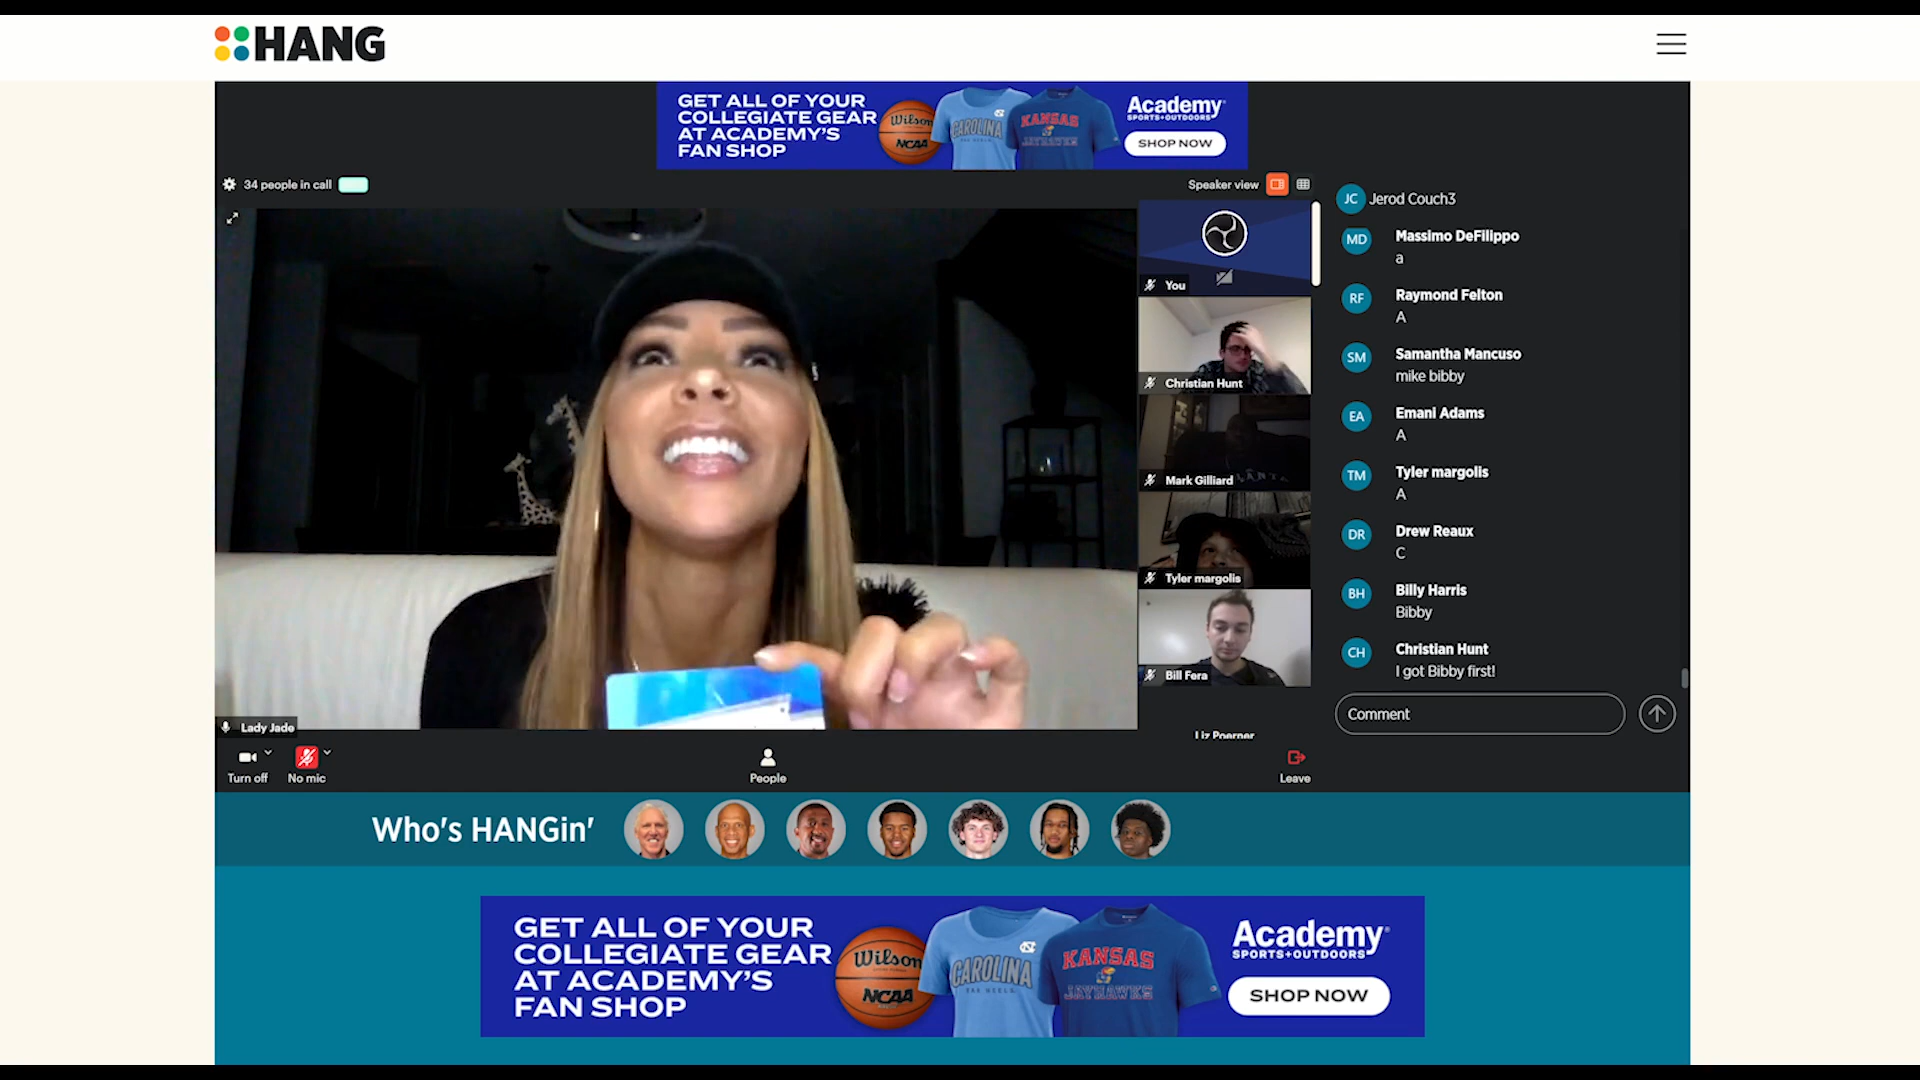 HANG
GET ALL OF YOUR
COLLEGIATE GEAR
AT ACADEMY'S
FAN SHOP
Wilson
NCAA
CAROLINA
KANSAS
JAYHAWKS
Academy
SPORTS+OUTDOORS
SHOP NOW
34 people in call
Speaker view
You
Christian Hunt
Mark Gilliard
Tyler margolis
Bill Fera
Liz Poerner
Lady Jade
JC Jerod Couch3
MD Massimo DeFilippo
a
RF Raymond Felton
A
SM Samantha Mancuso
mike bibby
EA Emani Adams
A
TM Tyler margolis
A
DR Drew Reaux
C
BH Billy Harris
Bibby
CH Christian Hunt
I got Bibby first!
Comment
Turn off
No mic
People
Leave
Who's HANGin'
GET ALL OF YOUR
COLLEGIATE GEAR
AT ACADEMY'S
FAN SHOP
Wilson
NCAA
CAROLINA
TAR HEELS
KANSAS
JAYHAWKS
Academy
SPORTS+OUTDOORS
SHOP NOW